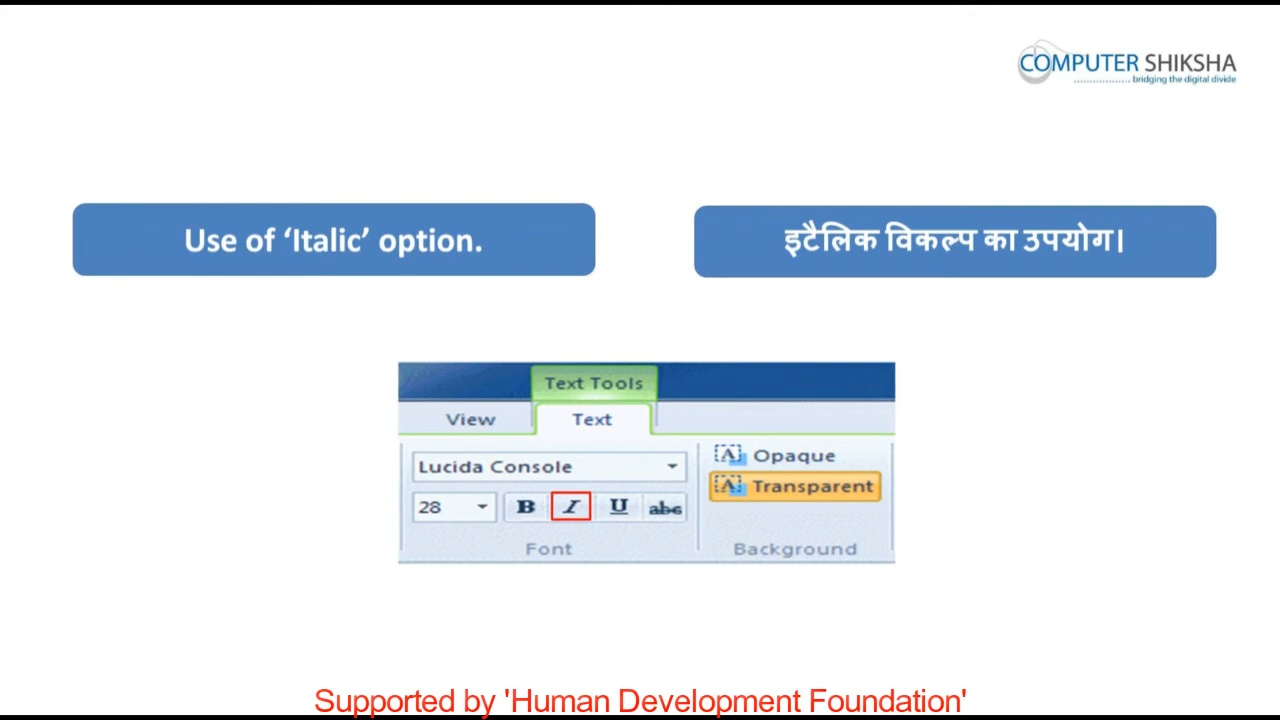 COMPUTER SHIKSHA
bridging the digital divide
Use of ‘Italic’ option.
इटैलिक विकल्प का उपयोग।
Text Tools
View Text
Lucida Console
Opaque
Transparent
28 B I U abc
Font Background
Supported by 'Human Development Foundation'